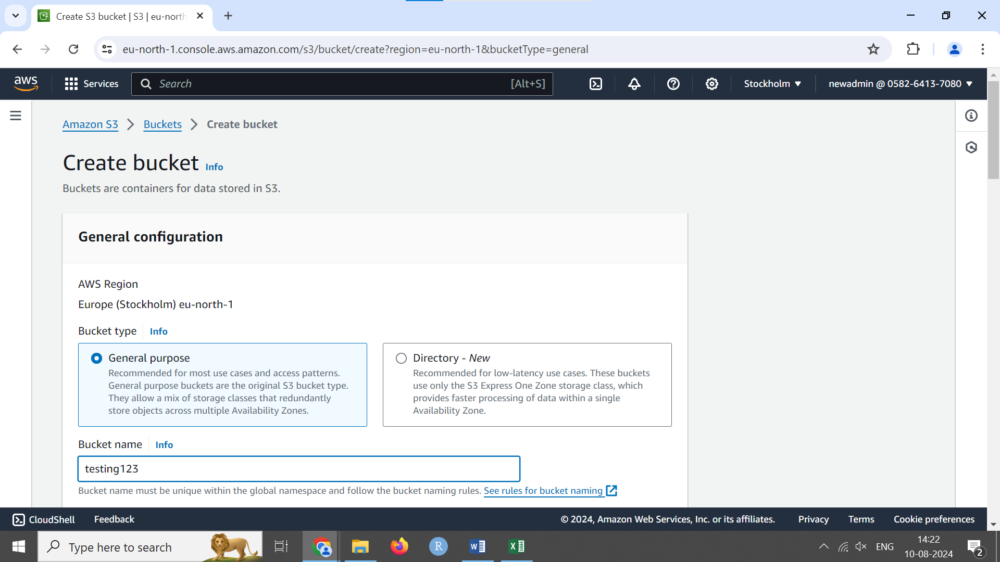 Create S3 bucket | S3 | eu-north
eu-north-1.console.aws.amazon.com/s3/bucket/create?region=eu-north-1&bucketType=general
aws Services Search [Alt+S] Stockholm newadmin @ 0582-6413-7080
Amazon S3 Buckets Create bucket
Create bucket Info
Buckets are containers for data stored in S3.
General configuration
AWS Region
Europe (Stockholm) eu-north-1
Bucket type Info
General purpose
Recommended for most use cases and access patterns.
General purpose buckets are the original S3 bucket type.
They allow a mix of storage classes that redundantly
store objects across multiple Availability Zones.
Directory - New
Recommended for low-latency use cases. These buckets
use only the S3 Express One Zone storage class, which
provides faster processing of data within a single
Availability Zone.
Bucket name Info
testing123
Bucket name must be unique within the global namespace and follow the bucket naming rules. See rules for bucket naming
CloudShell Feedback © 2024, Amazon Web Services, Inc. or its affiliates. Privacy Terms Cookie preferences
Type here to search R W X ENG 14:22
10-08-2024 2